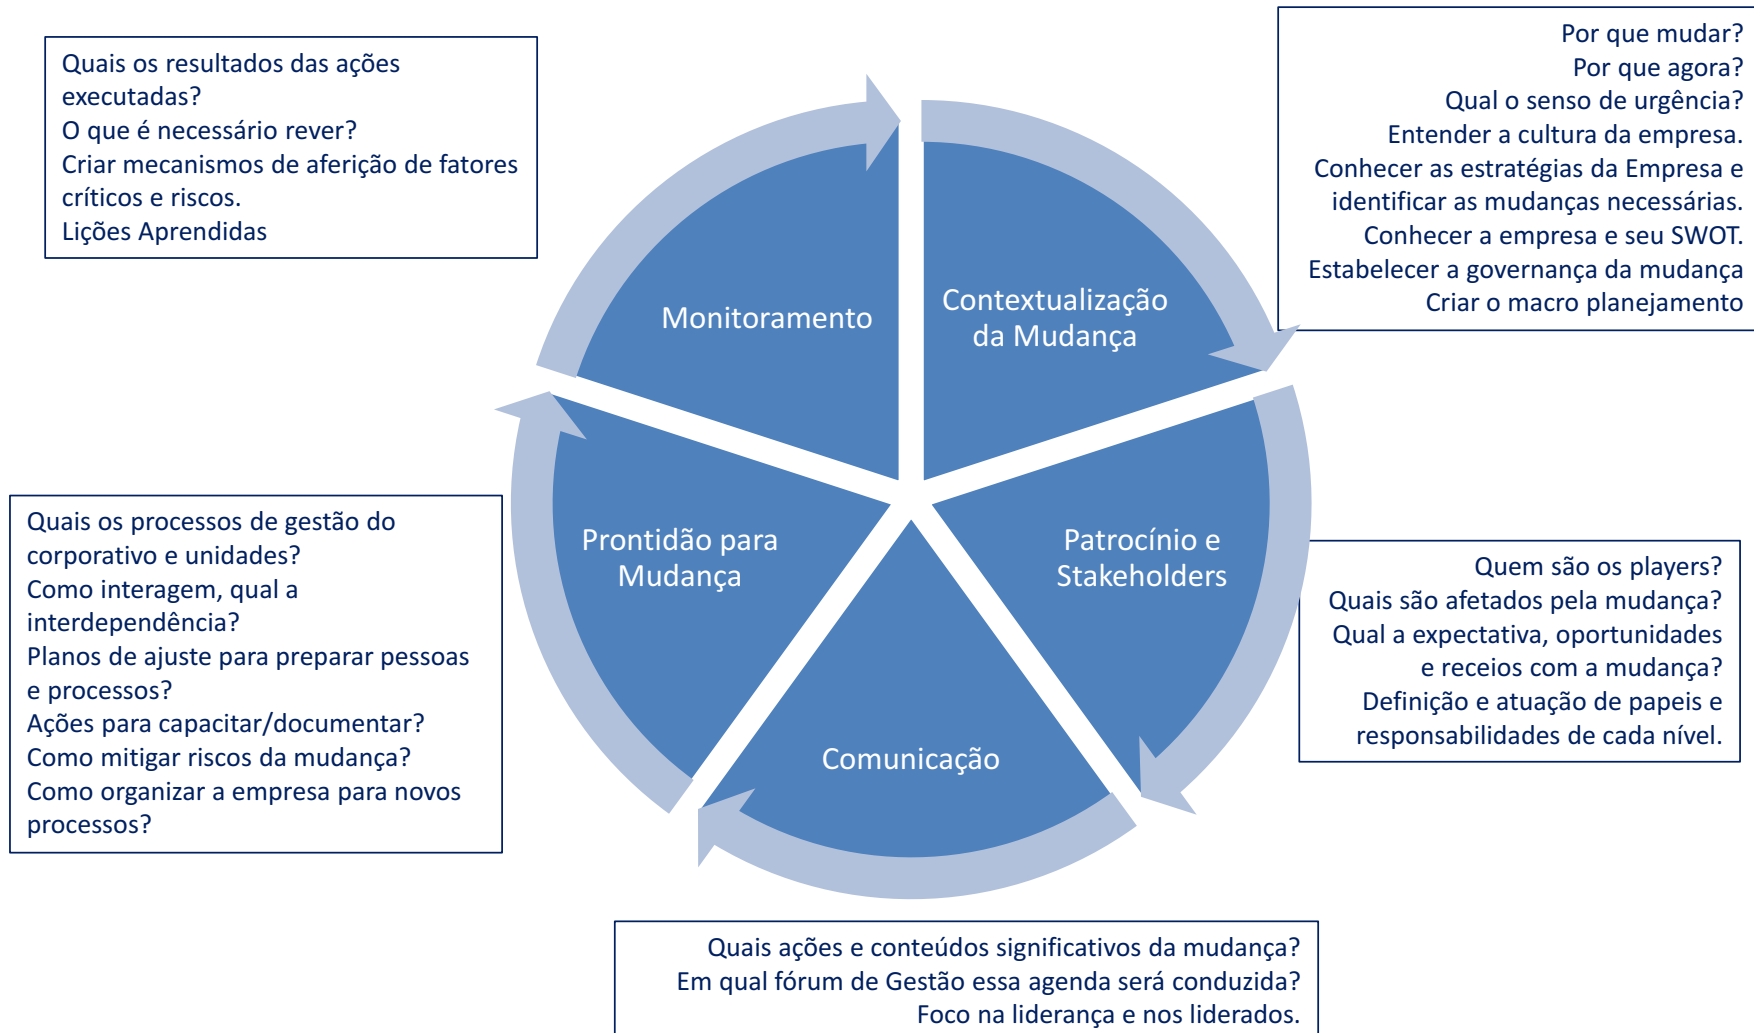 Quais os resultados das ações
executadas?
O que é necessário rever?
Criar mecanismos de aferição de fatores
críticos e riscos.
Lições Aprendidas
Por que mudar?
Por que agora?
Qual o senso de urgência?
Entender a cultura da empresa.
Conhecer as estratégias da Empresa e
identificar as mudanças necessárias.
Conhecer a empresa e seu SWOT.
Estabelecer a governança da mudança
Criar o macro planejamento
Monitoramento
Contextualização
da Mudança
Prontidão para
Mudança
Patrocínio e
Stakeholders
Comunicação
Quais os processos de gestão do
corporativo e unidades?
Como interagem, qual a
interdependência?
Planos de ajuste para preparar pessoas
e processos?
Ações para capacitar/documentar?
Como mitigar riscos da mudança?
Como organizar a empresa para novos
processos?
Quem são os players?
Quais são afetados pela mudança?
Qual a expectativa, oportunidades
e receios com a mudança?
Definição e atuação de papeis e
responsabilidades de cada nível.
Quais ações e conteúdos significativos da mudança?
Em qual fórum de Gestão essa agenda será conduzida?
Foco na liderança e nos liderados.